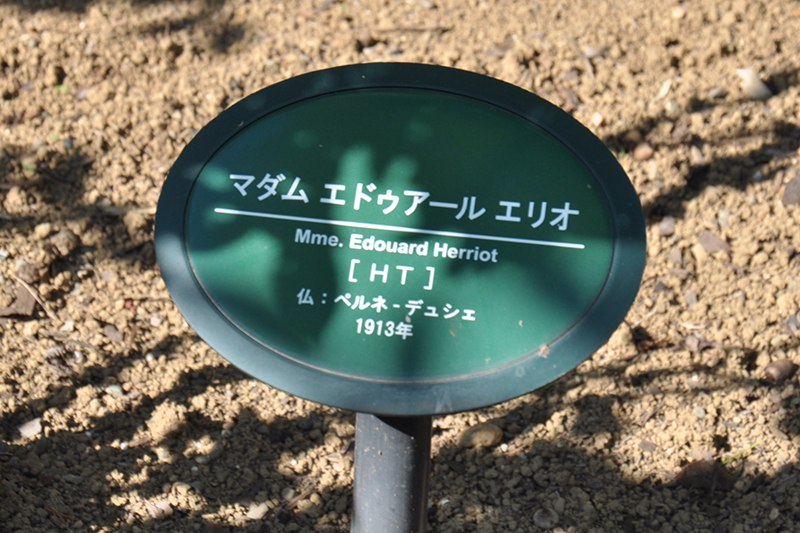 マダム エドゥアール エリオ
Mme. Edouard Herriot
[ HT ]
仏：ペルネ-デュシェ
1913年